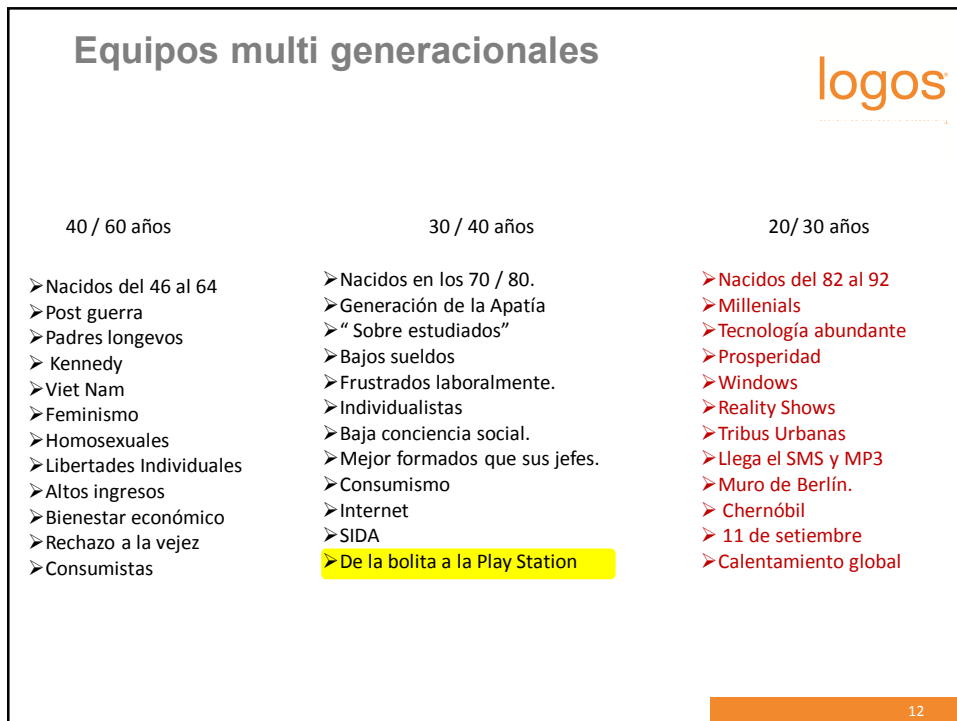 Equipos multi generacionales
logos
40 / 60 años
➢Nacidos del 46 al 64
➢Post guerra
➢Padres longevos
➢ Kennedy
➢Viet Nam
➢Feminismo
➢Homosexuales
➢Libertades Individuales
➢Altos ingresos
➢Bienestar económico
➢Rechazo a la vejez
➢Consumistas
30 / 40 años
➢Nacidos en los 70 / 80.
➢Generación de la Apatía
➢“ Sobre estudiados”
➢Bajos sueldos
➢Frustrados laboralmente.
➢Individualistas
➢Baja conciencia social.
➢Mejor formados que sus jefes.
➢Consumismo
➢Internet
➢SIDA
➢De la bolita a la Play Station
20/ 30 años
➢Nacidos del 82 al 92
➢Millenials
➢Tecnología abundante
➢Prosperidad
➢Windows
➢Reality Shows
➢Tribus Urbanas
➢Llega el SMS y MP3
➢Muro de Berlín.
➢ Chernóbil
➢ 11 de setiembre
➢Calentamiento global
12